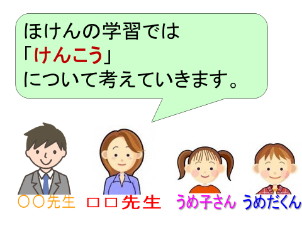 ほけんの学習では
「けんこう」
について考えていきます。
〇〇先生 ロロ先生 うめ子さん うめだくん